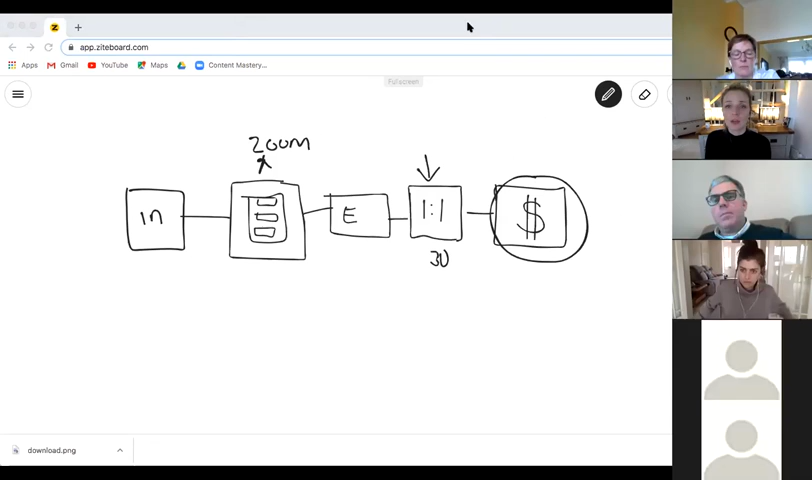 app.ziteboard.com
Apps Gmail YouTube Maps Content Mastery...
Fullscreen
zoom
in E 1:1 $
30
download.png